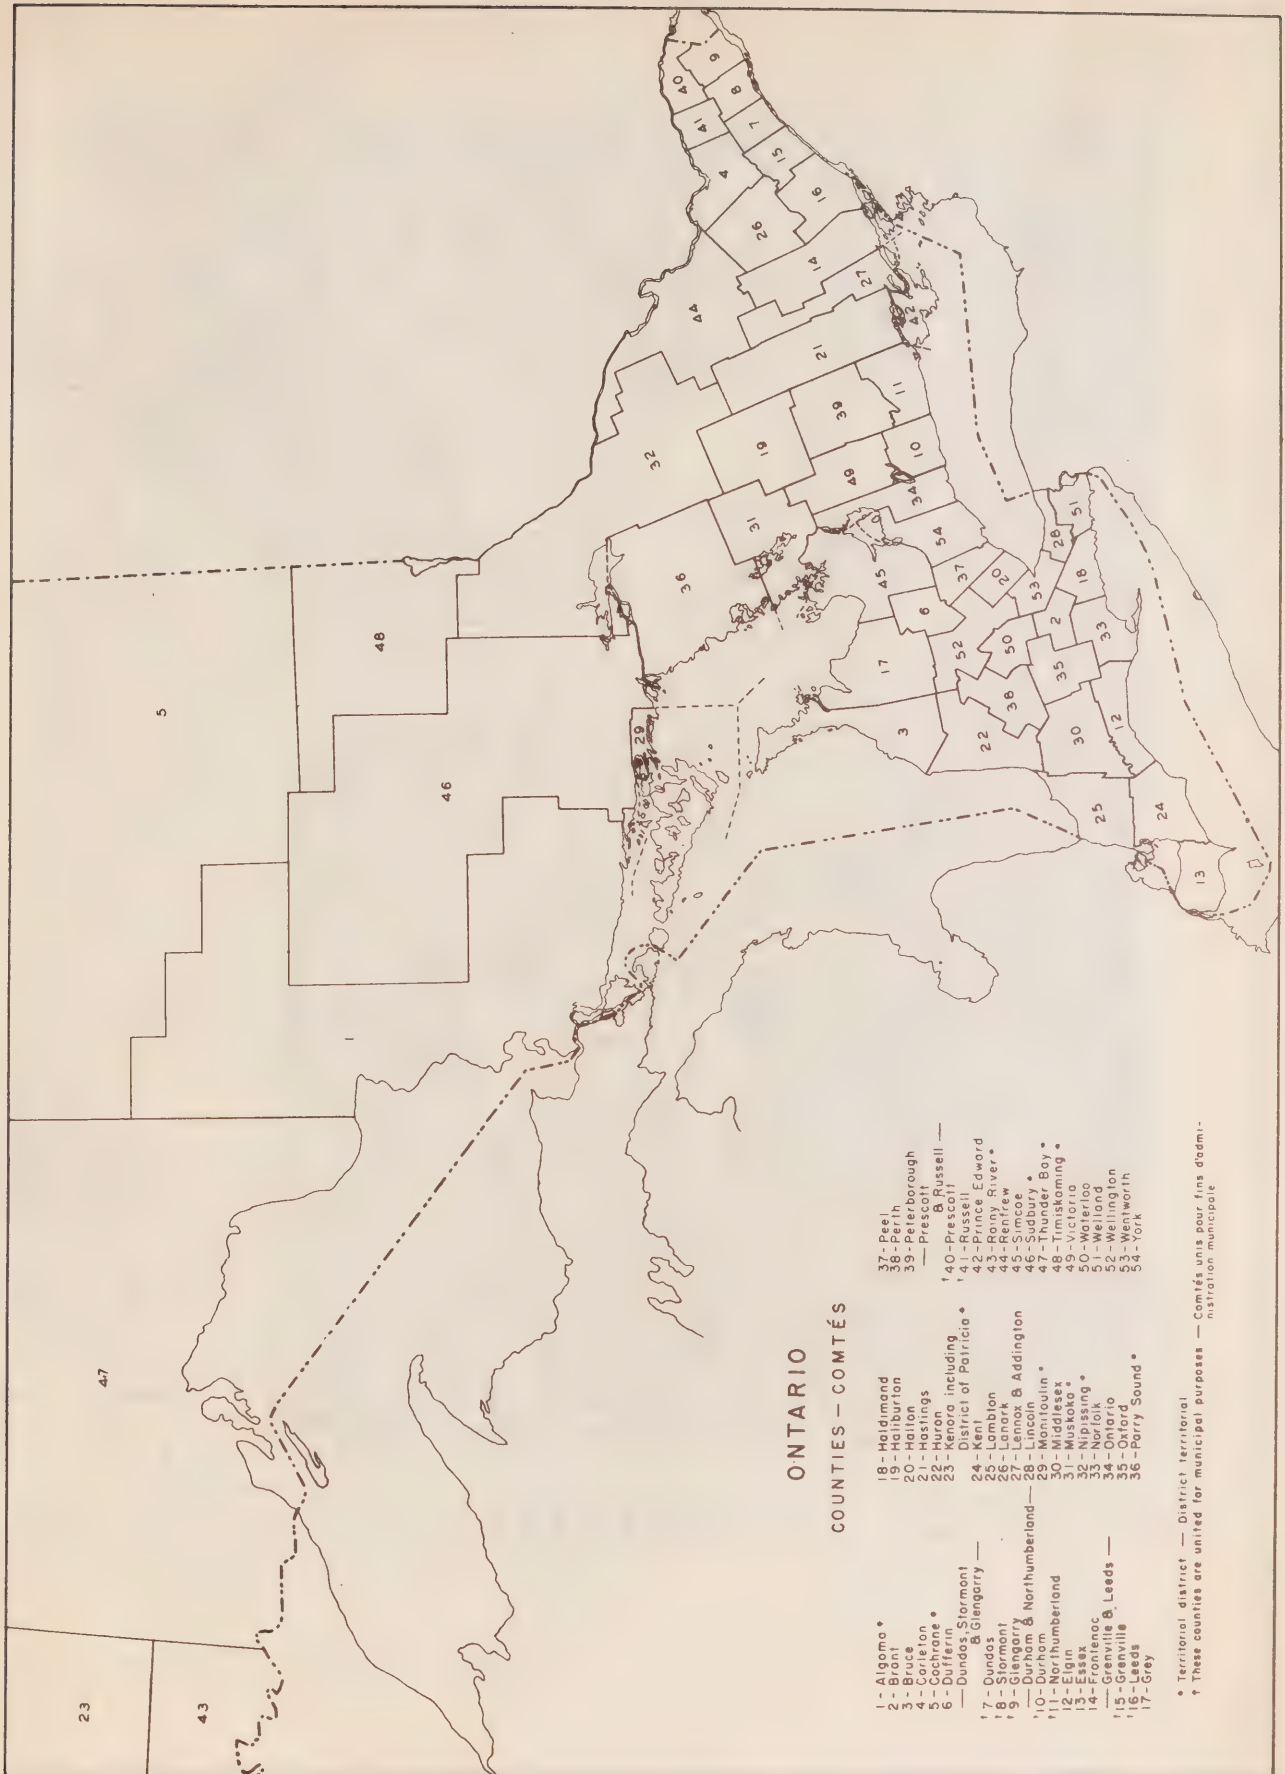 ONTARIO
COUNTIES – COMTÉS
1 - Algoma •
2 - Brant
3 - Bruce
4 - Carleton
5 - Cochrane •
6 - Dufferin
— Dundas, Stormont
& Glengarry —
† 7 - Dundas
† 8 - Stormont
† 9 - Glengarry
— Durham & Northumberland —
† 10 - Durham
† 11 - Northumberland
12 - Elgin
13 - Essex
14 - Frontenac
— Grenville & Leeds —
† 15 - Grenville
† 16 - Leeds
17 - Grey
18 - Haldimand
19 - Haliburton
20 - Halton
21 - Hastings
22 - Huron
23 - Kenora including
District of Patricia •
24 - Kent
25 - Lambton
26 - Lanark
27 - Lennox & Addington
28 - Lincoln
29 - Manitoulin •
30 - Middlesex
31 - Muskoka •
32 - Nipissing •
33 - Norfolk
34 - Ontario
35 - Oxford
36 - Parry Sound •
37 - Peel
38 - Perth
39 - Peterborough
— Prescott
& Russell —
† 40 - Prescott
† 41 - Russell
42 - Prince Edward
43 - Rainy River •
44 - Renfrew
45 - Simcoe
46 - Sudbury •
47 - Thunder Bay •
48 - Timiskaming •
49 - Victoria
50 - Waterloo
51 - Welland
52 - Wellington
53 - Wentworth
54 - York
• Territorial district — District territorial
† These counties are united for municipal purposes — Comtés unis pour fins d'admi-
nistration municipale
23
43
47
1
5
48
46
29
36
32
31
19
44
21
39
49
11
10
34
54
45
6
37
20
17
3
52
50
38
22
53
2
35
30
12
33
18
28
51
25
24
13
4
41
40
9
8
7
15
16
26
14
27
42